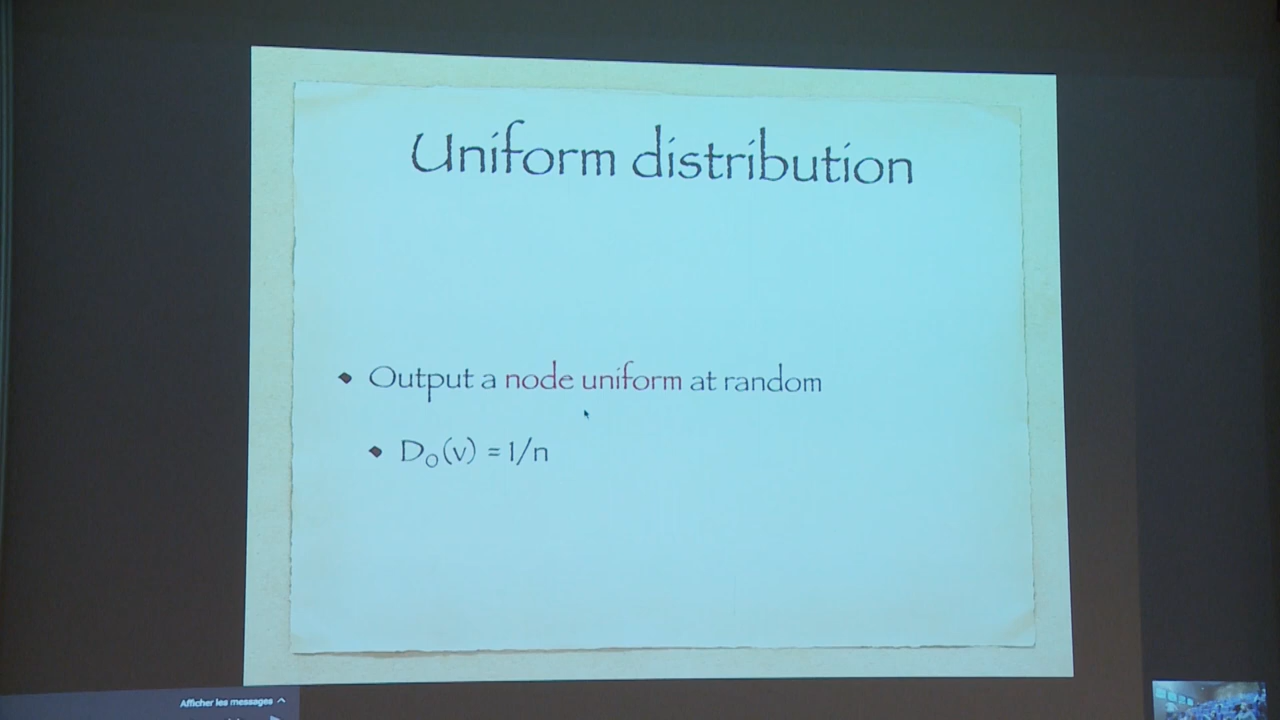 Uniform distribution
• Output a node uniform at random
• D₀(v) = 1/n
Afficher les messages